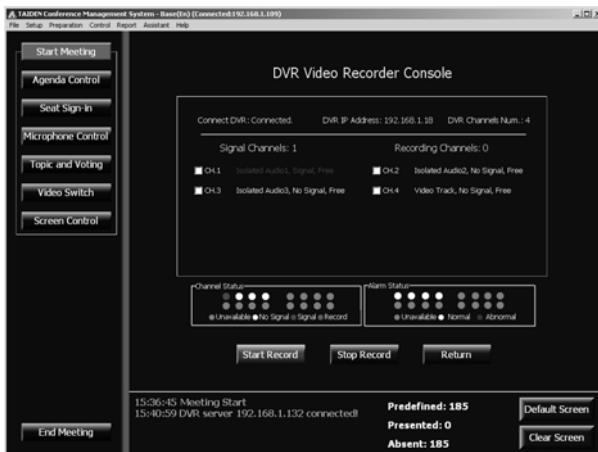 TAIDEN Conference Management System - Base(En) (Connected:192.168.1.109)
File Setup Preparation Control Report Assistant Help
Start Meeting
Agenda Control
Seat Sign-in
Microphone Control
Topic and Voting
Video Switch
Screen Control
End Meeting
DVR Video Recorder Console
Connect DVR: Connected. DVR IP Address: 192.168.1.18 DVR Channels Num.: 4
Signal Channels: 1 Recording Channels: 0
CH.1 Isolated Audio1, Signal, Free CH.2 Isolated Audio2, No Signal, Free
CH.3 Isolated Audio3, No Signal, Free CH.4 Video Track, No Signal, Free
Channel Status Alarm Status
Unavailable No Signal Signal Record Unavailable Normal Abnormal
Start Record Stop Record Return
15:36:45 Meeting Start
15:40:59 DVR server 192.168.1.132 connected!
Predefined: 185
Presented: 0
Absent: 185
Default Screen
Clear Screen